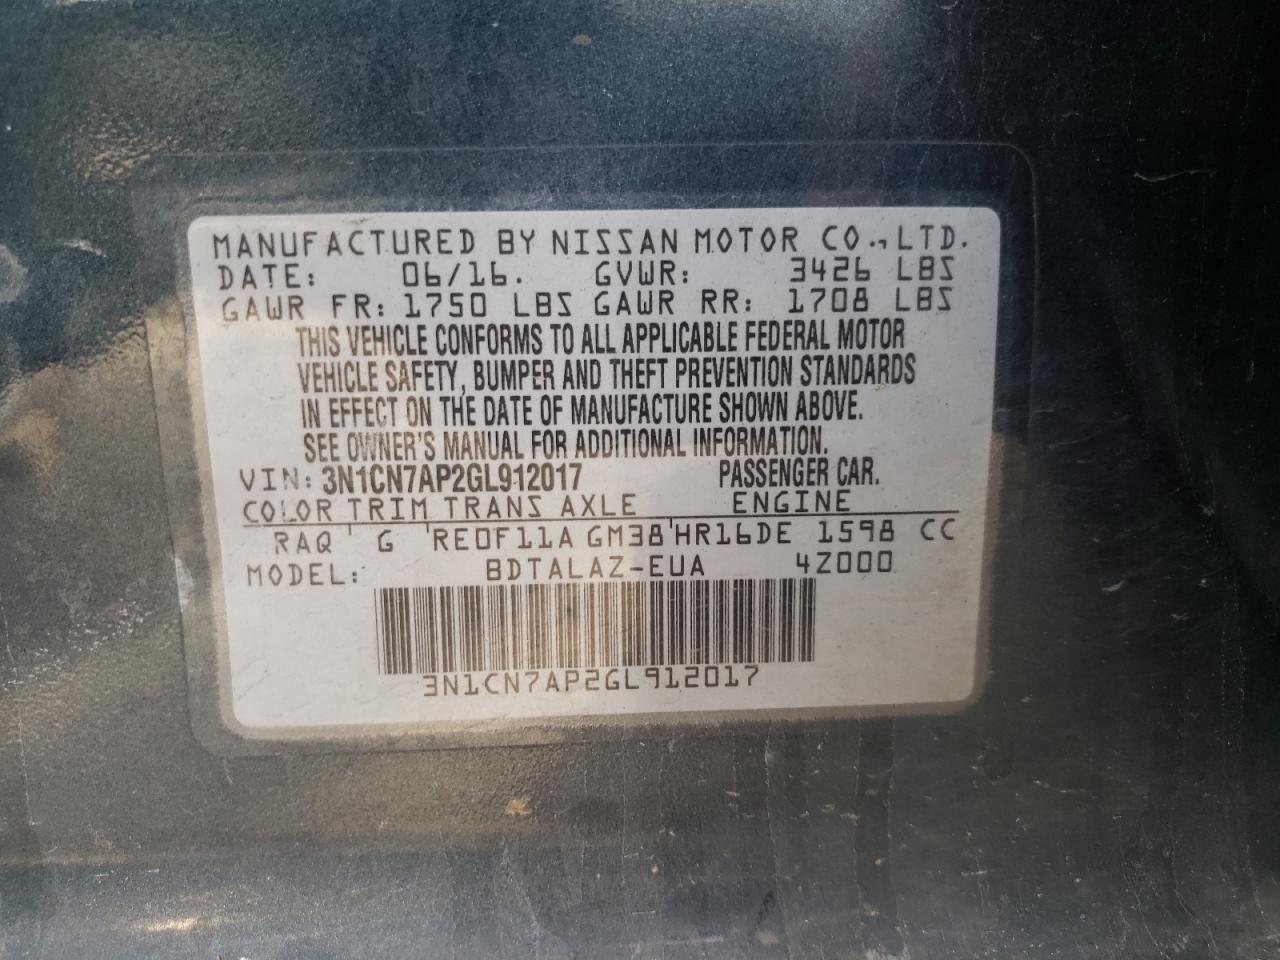 MANUFACTURED BY NISSAN MOTOR CO., LTD.
DATE: 06/16. GVWR: 3426 LBS
GAWR FR: 1750 LBS GAWR RR: 1708 LBS
THIS VEHICLE CONFORMS TO ALL APPLICABLE FEDERAL MOTOR
VEHICLE SAFETY, BUMPER AND THEFT PREVENTION STANDARDS
IN EFFECT ON THE DATE OF MANUFACTURE SHOWN ABOVE.
SEE OWNER'S MANUAL FOR ADDITIONAL INFORMATION.
VIN: 3N1CN7AP2GL912017 PASSENGER CAR.
COLOR TRIM TRANS AXLE ENGINE
RAQ G RE0F11A GM38 HR16DE 1598 CC
MODEL: BDTALAZ-EUA 4Z000
3N1CN7AP2GL912017